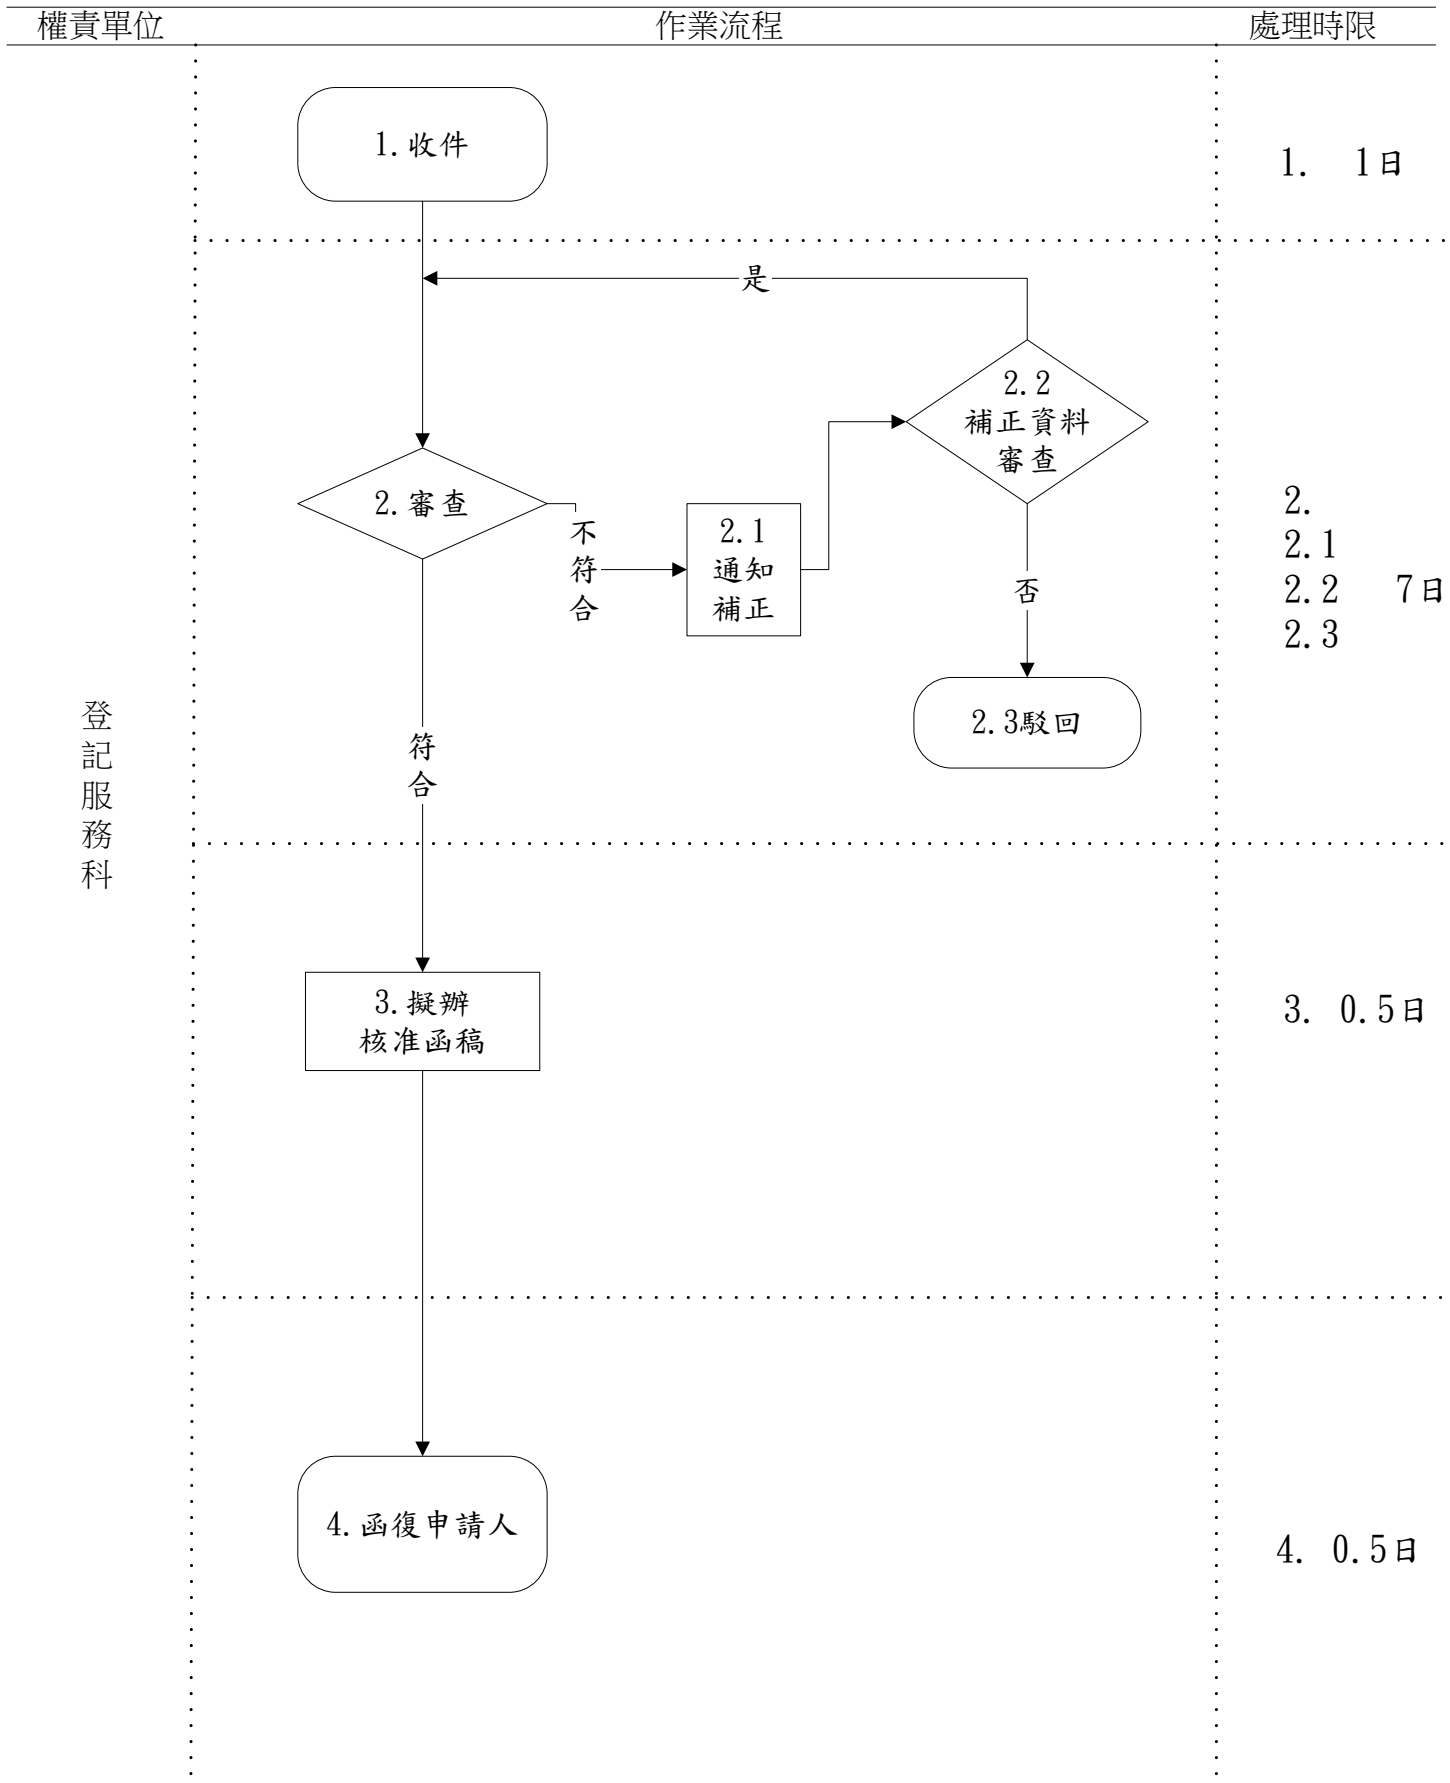 權責單位
作業流程
處理時限
1.收件
1. 1日
是
2.2
補正資料
審查
2.審查
不
符
合
2.1
通知
補正
否
2.3駁回
符
合
2.
2.1
2.2 7日
2.3
登
記
服
務
科
3.擬辦
核准函稿
3. 0.5日
4.函復申請人
4. 0.5日